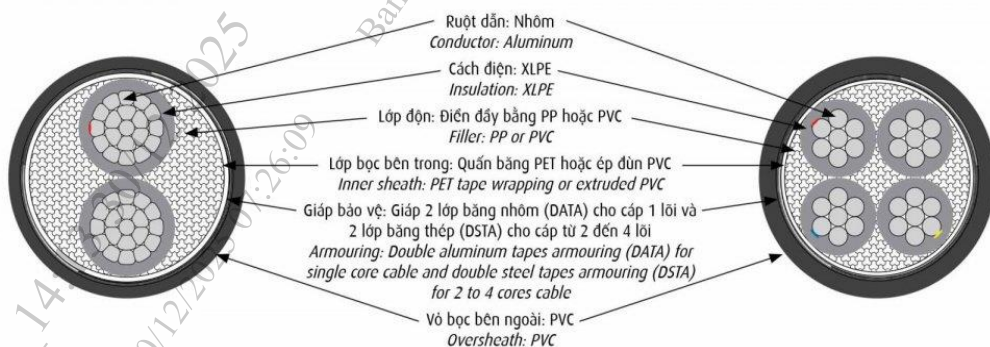 Ruột dẫn: Nhôm
Conductor: Aluminum
Cách điện: XLPE
Insulation: XLPE
Lớp độn: Điền đầy bằng PP hoặc PVC
Filler: PP or PVC
Lớp bọc bên trong: Quấn băng PET hoặc ép đùn PVC
Inner sheath: PET tape wrapping or extruded PVC
Giáp bảo vệ: Giáp 2 lớp băng nhôm (DATA) cho cáp 1 lõi và
2 lớp băng thép (DSTA) cho cáp từ 2 đến 4 lõi
Armouring: Double aluminum tapes armouring (DATA) for
single core cable and double steel tapes armouring (DSTA)
for 2 to 4 cores cable
Vỏ bọc bên ngoài: PVC
Oversheath: PVC